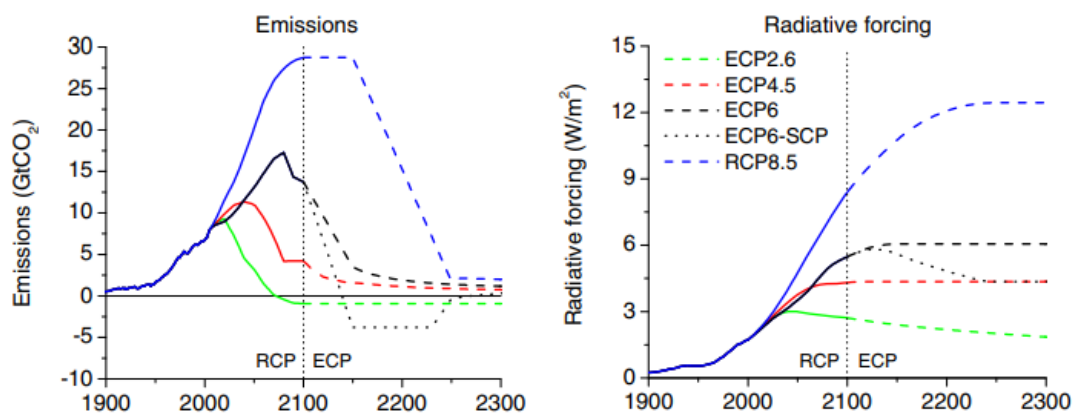 Emissions
Emissions (GtCO2)
30
25
20
15
10
5
0
-5
-10
RCP ECP
1900 2000 2100 2200 2300
Radiative forcing
Radiative forcing (W/m²)
15
12
9
6
3
0
ECP2.6
ECP4.5
ECP6
ECP6-SCP
RCP8.5
RCP ECP
1900 2000 2100 2200 2300